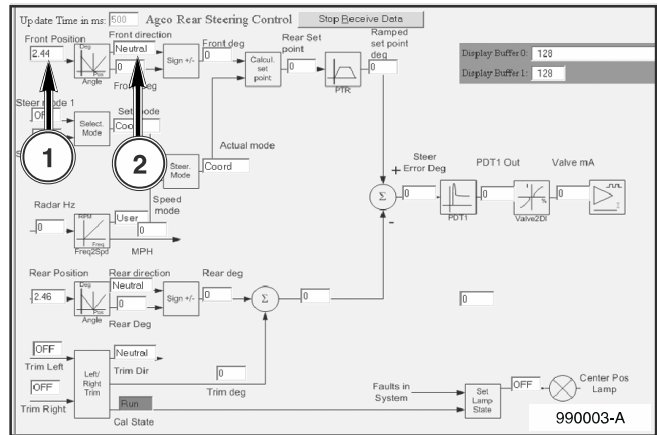 Update Time in ms: 500 Agco Rear Steering Control Stop Receive Data
Front Position
2.44
Deg
Pos
Angle
Front direction
Neutral
0
Front deg
Sign +/-
Front deg
0
Calcul.
set
point.
Rear Set
point
0
PTR
Ramped
set point
deg
0
Display Buffer 0: 128
Display Buffer 1: 128
Steer mode 1
Select.
Mode
Set mode
Coord
1
2
Steer.
Mode
Actual mode
Coord
Steer
Error Deg
+
-
Σ
0
PDT1
PDT1 Out
0
%
I
Valve2DI
Valve mA
0
Radar Hz
0
RPM
Freq
Freq2Spd
User
Speed
mode
0
MPH
Rear Position
2.46
Deg
Pos
Angle
Rear direction
Neutral
0
Rear Deg
Sign +/-
Rear deg
0
Σ
0
0
OFF
Trim Left
OFF
Trim Right
Left/
Right
Trim
Neutral
Trim Dir
0
Trim deg
Run
Cal State
Faults in
System
Set
Lamp
State
OFF
Center Pos
Lamp
990003-A